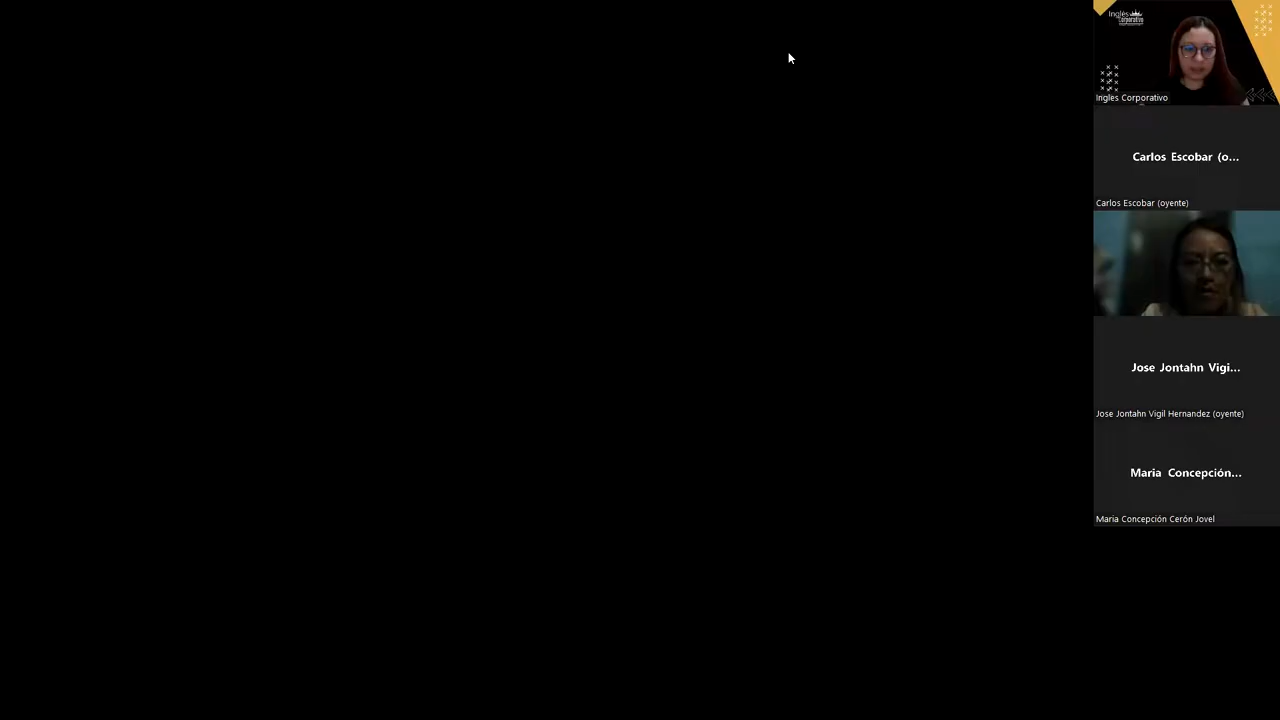 Inglés
Corporativo
Ingles Corporativo
Carlos Escobar (o...
Carlos Escobar (oyente)
Jose Jontahn Vigi...
Jose Jontahn Vigil Hernandez (oyente)
Maria Concepción...
Maria Concepción Cerón Jovel